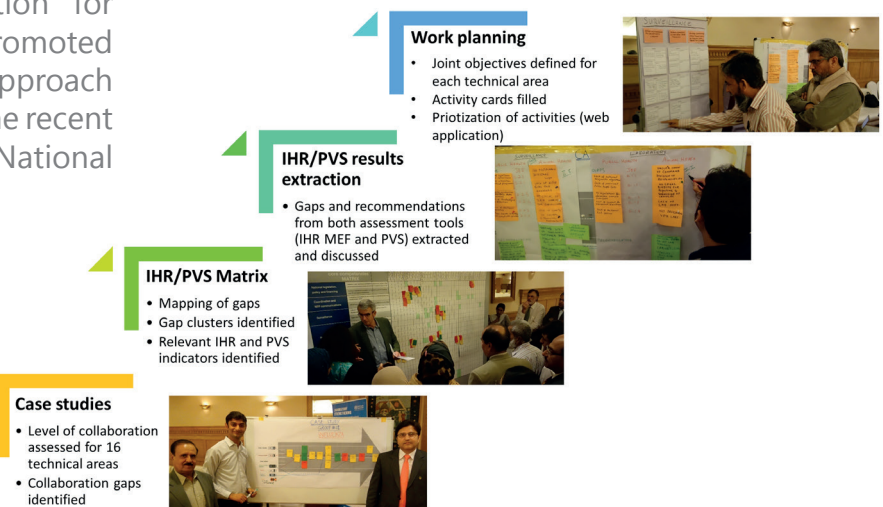 tion for
romoted
pproach
e recent
National
Work planning
• Joint objectives defined for
each technical area
• Activity cards filled
• Priotization of activities (web
application)
IHR/PVS results
extraction
• Gaps and recommendations
from both assessment tools
(IHR MEF and PVS) extracted
and discussed
IHR/PVS Matrix
• Mapping of gaps
• Gap clusters identified
• Relevant IHR and PVS
indicators identified
Case studies
• Level of collaboration
assessed for 16
technical areas
• Collaboration gaps
identified
SURVEILLANCE